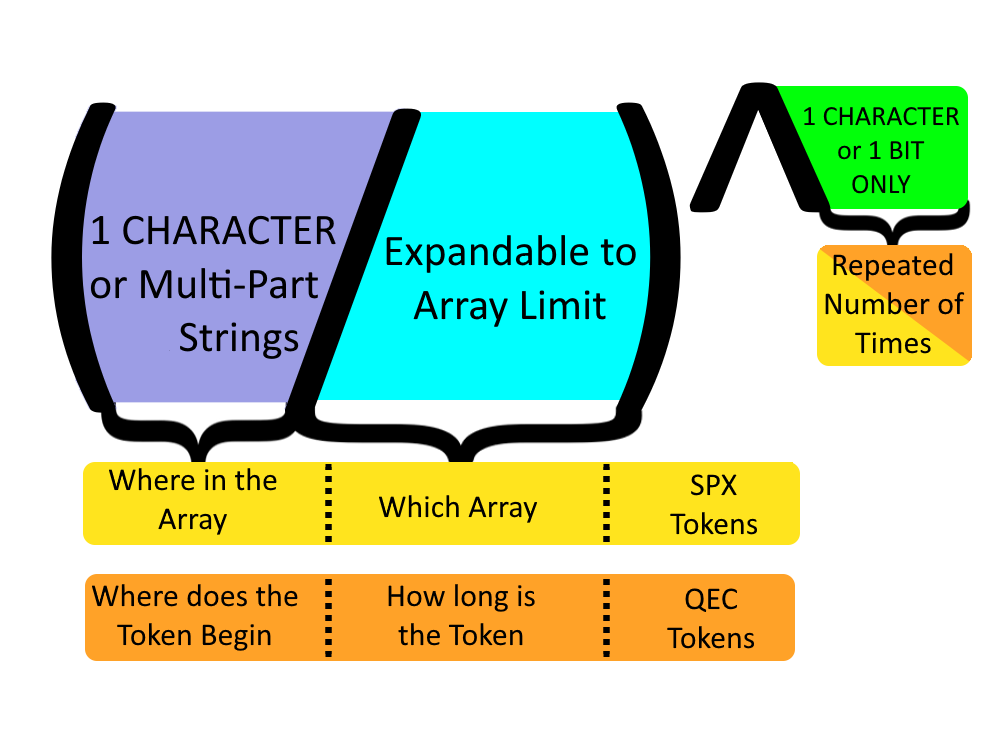 1 CHARACTER
or Multi-Part
Strings
Expandable to
Array Limit
1 CHARACTER
or 1 BIT
ONLY
Repeated
Number of
Times
Where in the
Array
Which Array
SPX
Tokens
Where does the
Token Begin
How long is
the Token
QEC
Tokens